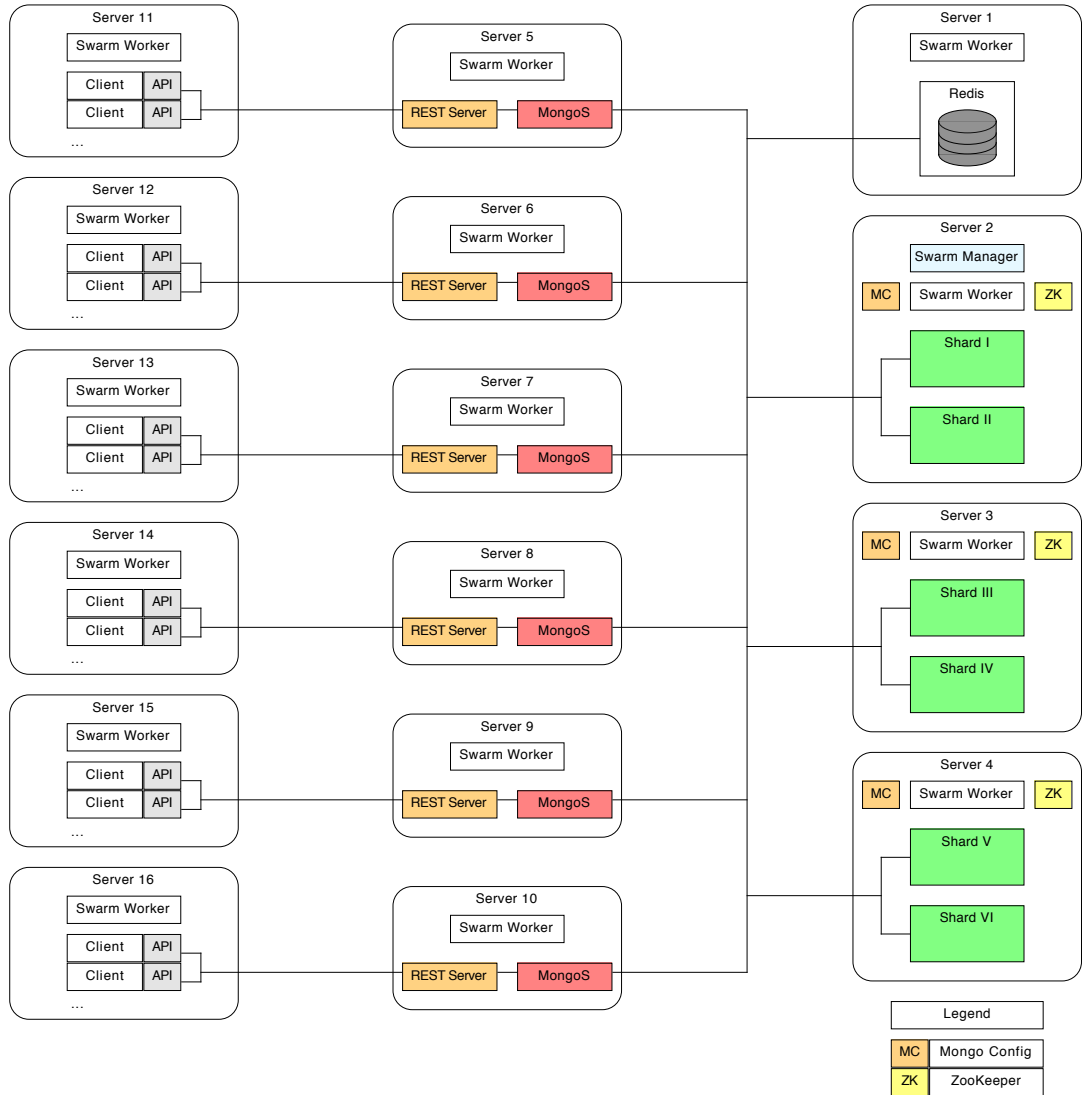 Server 11
Swarm Worker
Client API
Client API
...
Server 12
Swarm Worker
Client API
Client API
...
Server 13
Swarm Worker
Client API
Client API
...
Server 14
Swarm Worker
Client API
Client API
...
Server 15
Swarm Worker
Client API
Client API
...
Server 16
Swarm Worker
Client API
Client API
...
Server 5
Swarm Worker
REST Server MongoS
Server 6
Swarm Worker
REST Server MongoS
Server 7
Swarm Worker
REST Server MongoS
Server 8
Swarm Worker
REST Server MongoS
Server 9
Swarm Worker
REST Server MongoS
Server 10
Swarm Worker
REST Server MongoS
Server 1
Swarm Worker
Redis
Server 2
Swarm Manager
MC Swarm Worker ZK
Shard I
Shard II
Server 3
MC Swarm Worker ZK
Shard III
Shard IV
Server 4
MC Swarm Worker ZK
Shard V
Shard VI
Legend
MC Mongo Config
ZK ZooKeeper